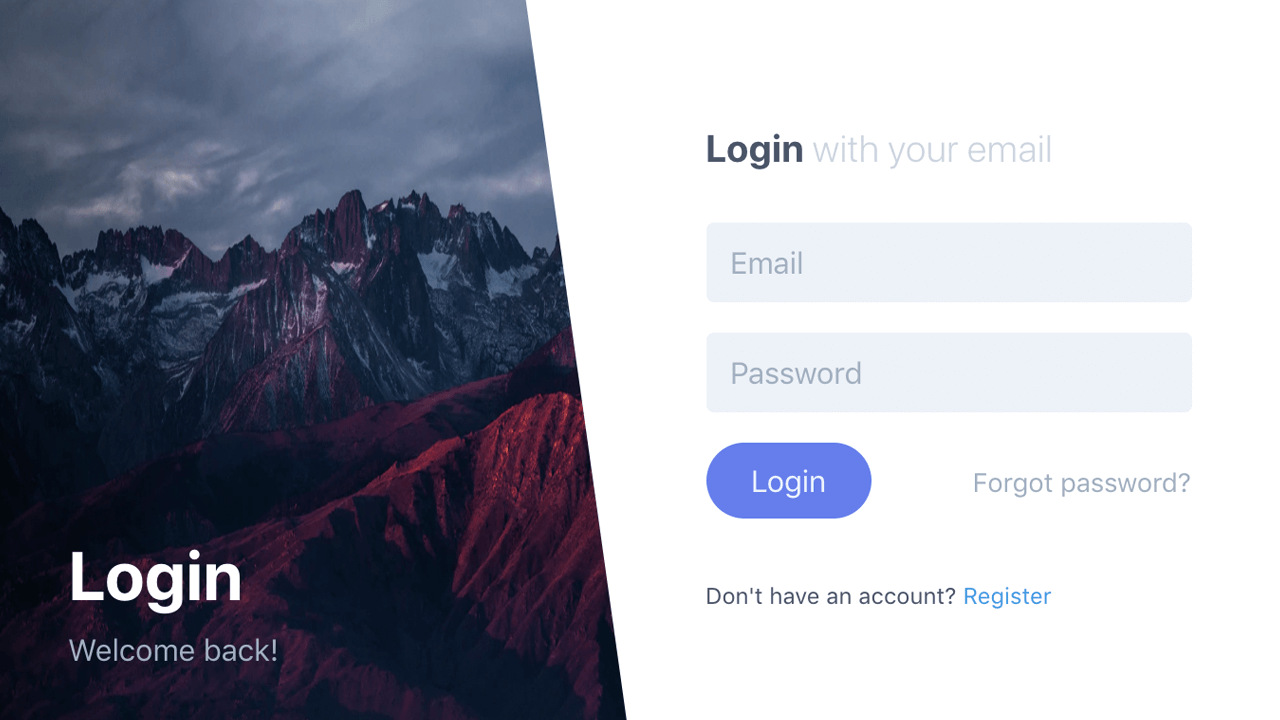 Login
Welcome back!
Login with your email
Email
Password
Login
Forgot password?
Don't have an account? Register